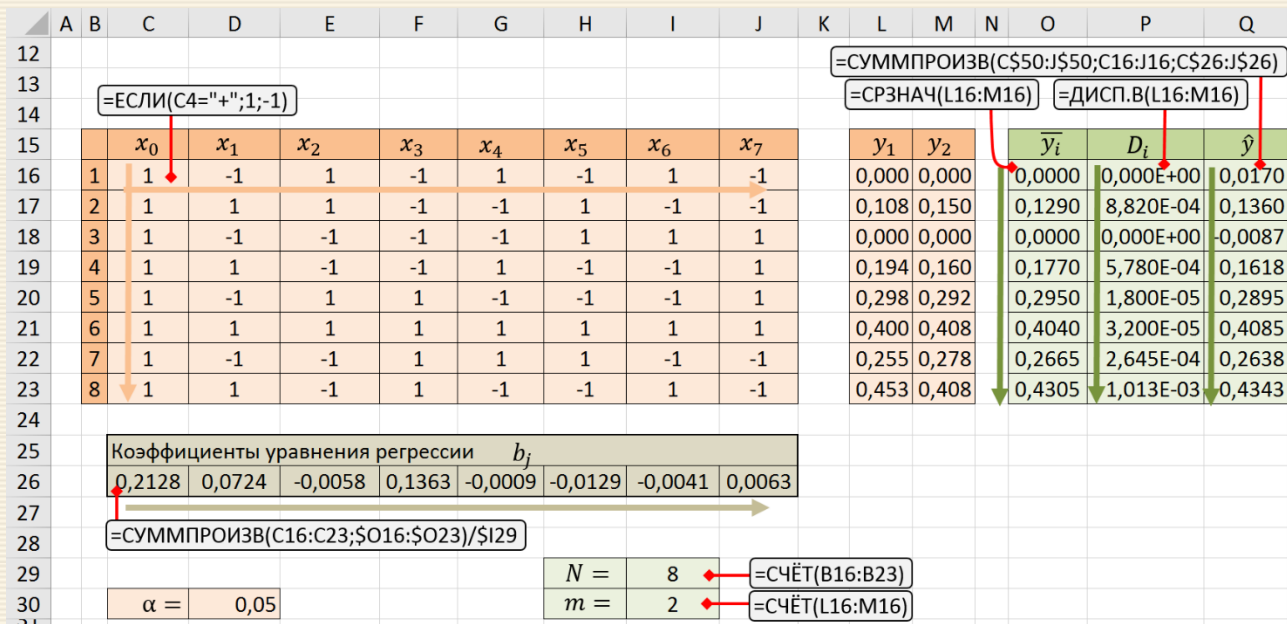 A B C D E F G H I J K L M N O P Q
12 =СУММПРОИЗВ(C$50:J$50;C16:J16;C$26:J$26)
13 =ЕСЛИ(C4="+";1;-1) =СРЗНАЧ(L16:M16) =ДИСП.В(L16:M16)
14
15 x₀ x₁ x₂ x₃ x₄ x₅ x₆ x₇ y₁ y₂ y̅ᵢ Dᵢ ŷ
16 1 1 -1 1 -1 1 -1 1 -1 0,000 0,000 0,0000 0,000E+00 0,0170
17 2 1 1 1 -1 -1 1 -1 -1 0,108 0,150 0,1290 8,820E-04 0,1360
18 3 1 -1 -1 -1 -1 1 1 1 0,000 0,000 0,0000 0,000E+00 -0,0087
19 4 1 1 -1 -1 1 -1 -1 1 0,194 0,160 0,1770 5,780E-04 0,1618
20 5 1 -1 1 1 -1 -1 -1 1 0,298 0,292 0,2950 1,800E-05 0,2895
21 6 1 1 1 1 1 1 1 1 0,400 0,408 0,4040 3,200E-05 0,4085
22 7 1 -1 -1 1 1 1 -1 -1 0,255 0,278 0,2665 2,645E-04 0,2638
23 8 1 1 -1 1 -1 -1 1 -1 0,453 0,408 0,4305 1,013E-03 0,4343
24
25 Коэффициенты уравнения регрессии bⱼ
26 0,2128 0,0724 -0,0058 0,1363 -0,0009 -0,0129 -0,0041 0,0063
27
28 =СУММПРОИЗВ(C16:C23;$O16:$O23)/$I29
29 N = 8 =СЧЁТ(B16:B23)
30 α = 0,05 m = 2 =СЧЁТ(L16:M16)